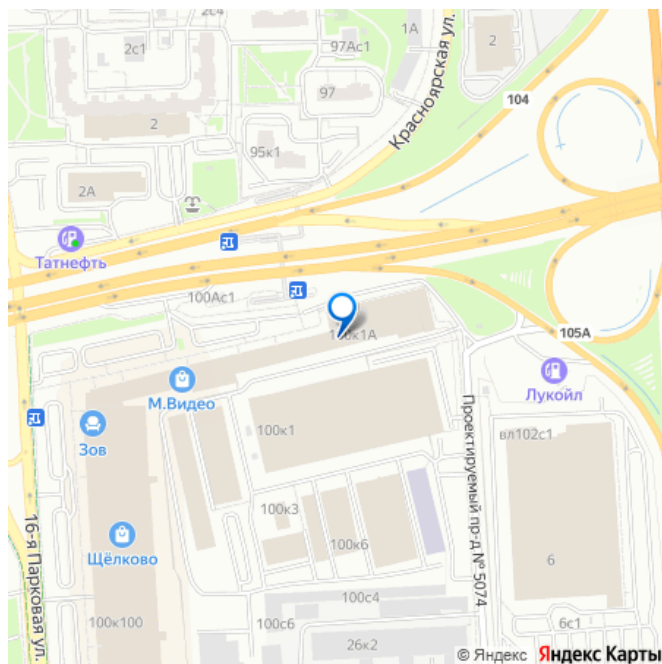 2с4
1А
2с1
97Ас1
2
97
Красноярская ул.
104
2
95к1
2А
Татнефть
100Ас1
100к1А
105А
М.Видео
Лукойл
Зов
100к1
вл102с1
Проектируемый пр-д № 5074
16-я Парковая ул.
100к3
Щёлково
100к6
6
100с4
100к100
100с6
6с1
26к2
© Яндекс Яндекс Карты